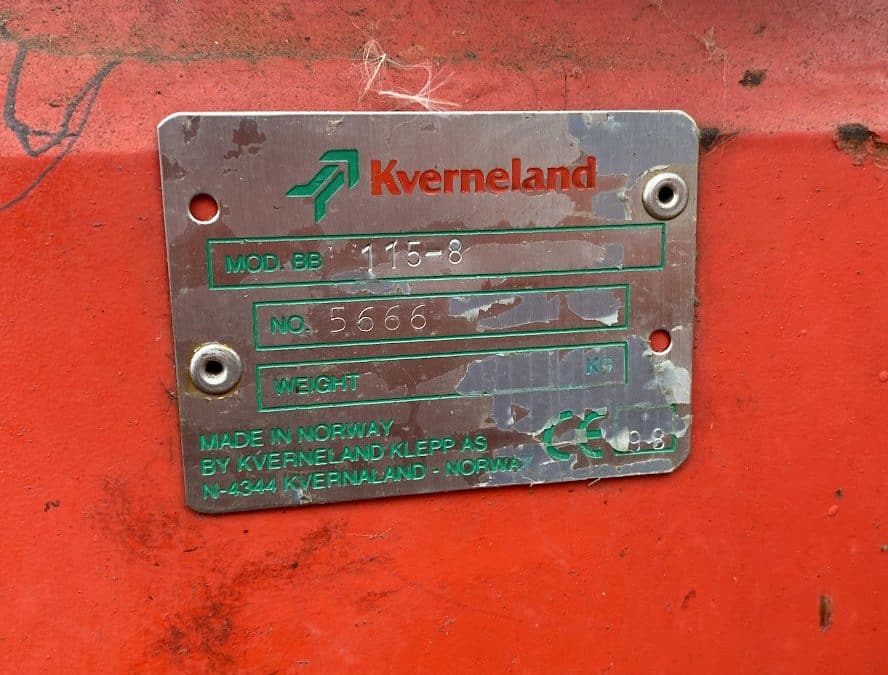 Kverneland
MOD. BB 115-8
NO. 5666
WEIGHT KG
MADE IN NORWAY
BY KVERNELAND KLEPP AS
N-4344 KVERNALAND - NORWAY
CE 98